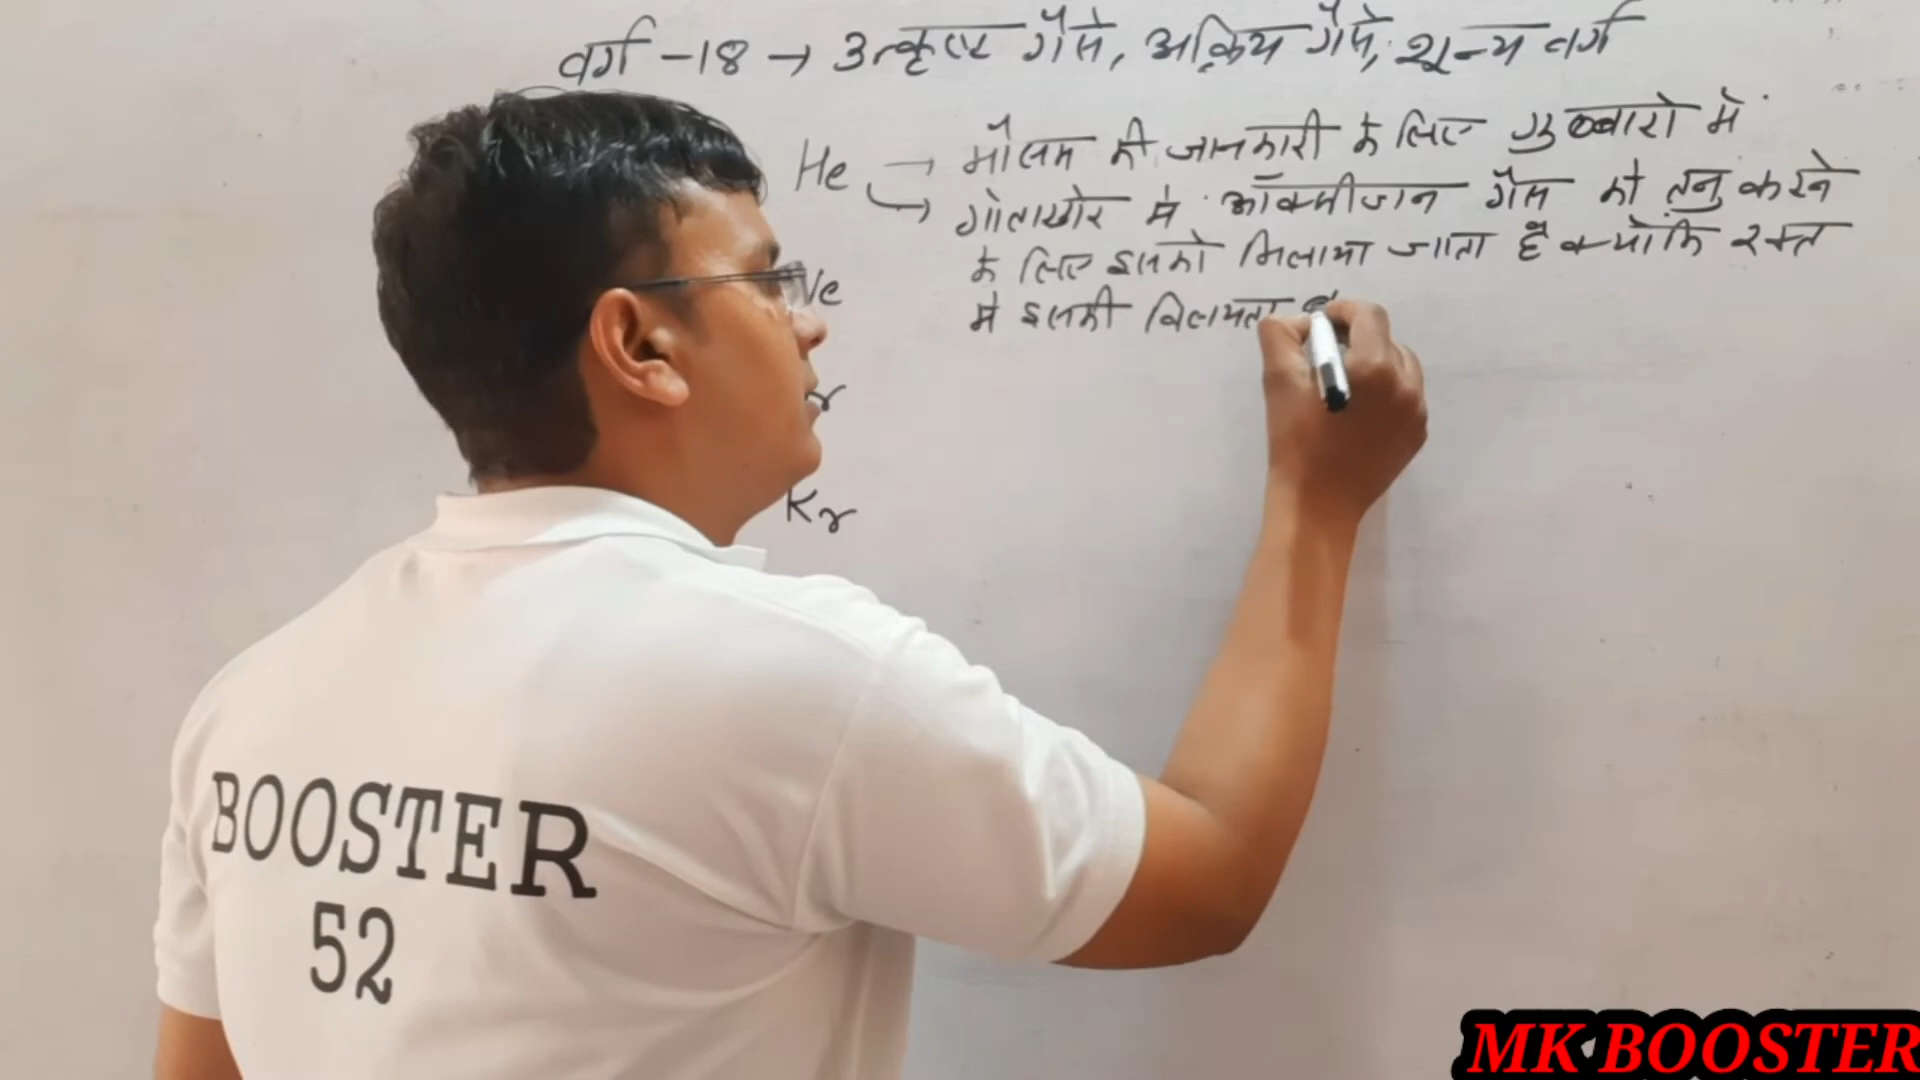 वर्ग -18 → उत्कृष्ट गैसे, अक्रिय गैसे, शून्य वर्ग
He → मौसम की जानकारी के लिए गुब्बारो में
→ गोताखोर में ऑक्सीजन गैस को तनु करने
के लिए इसको मिलाया जाता है क्योकि रक्त
में इसकी विलायता
Kr
BOOSTER
52
MK BOOSTER